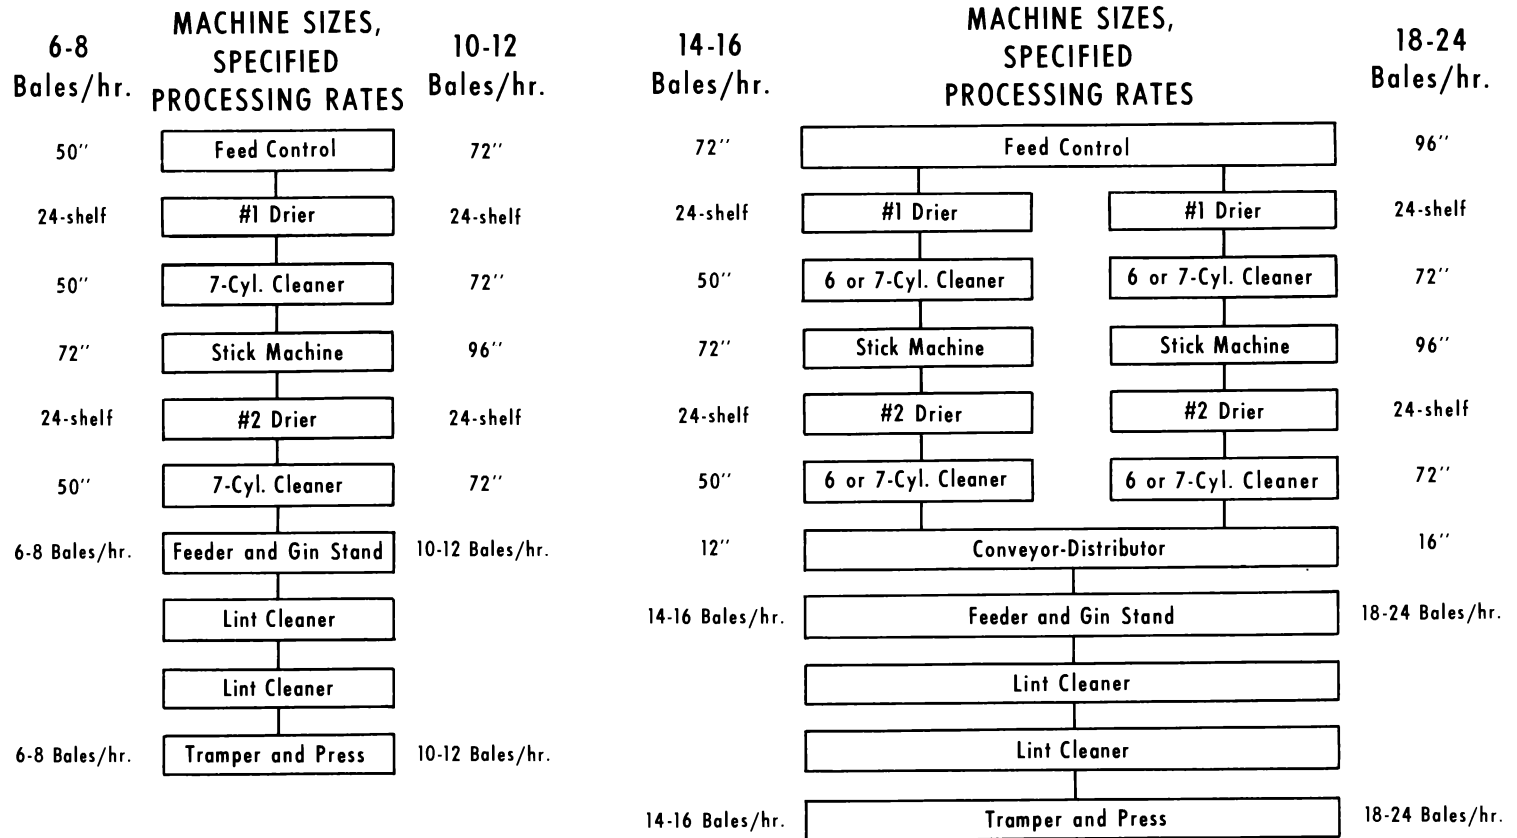 6-8
Bales/hr.
MACHINE SIZES,
SPECIFIED
PROCESSING RATES
10-12
Bales/hr.
50''
Feed Control
72''
24-shelf
#1 Drier
24-shelf
50''
7-Cyl. Cleaner
72''
72''
Stick Machine
96''
24-shelf
#2 Drier
24-shelf
50''
7-Cyl. Cleaner
72''
6-8 Bales/hr.
Feeder and Gin Stand
10-12 Bales/hr.
Lint Cleaner
Lint Cleaner
6-8 Bales/hr.
Tramper and Press
10-12 Bales/hr.
14-16
Bales/hr.
MACHINE SIZES,
SPECIFIED
PROCESSING RATES
18-24
Bales/hr.
72''
Feed Control
96''
24-shelf
#1 Drier
#1 Drier
24-shelf
50''
6 or 7-Cyl. Cleaner
6 or 7-Cyl. Cleaner
72''
72''
Stick Machine
Stick Machine
96''
24-shelf
#2 Drier
#2 Drier
24-shelf
50''
6 or 7-Cyl. Cleaner
6 or 7-Cyl. Cleaner
72''
12''
Conveyor-Distributor
16''
14-16 Bales/hr.
Feeder and Gin Stand
18-24 Bales/hr.
Lint Cleaner
Lint Cleaner
14-16 Bales/hr.
Tramper and Press
18-24 Bales/hr.